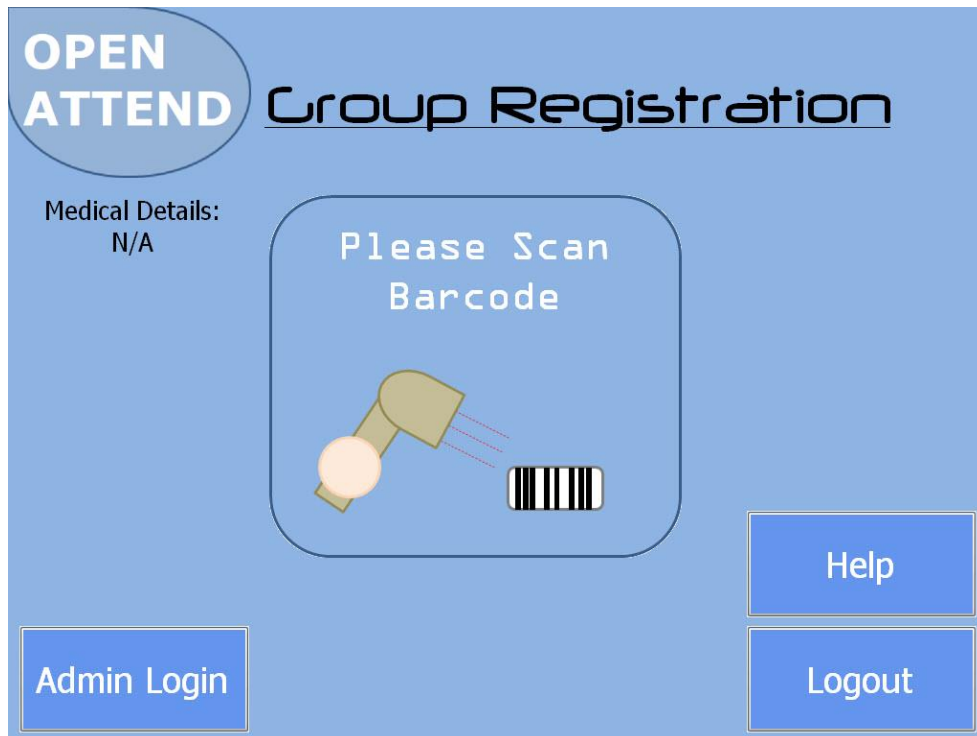 OPEN
ATTEND
Group Registration
Medical Details:
N/A
Please Scan
Barcode
Help
Admin Login
Logout